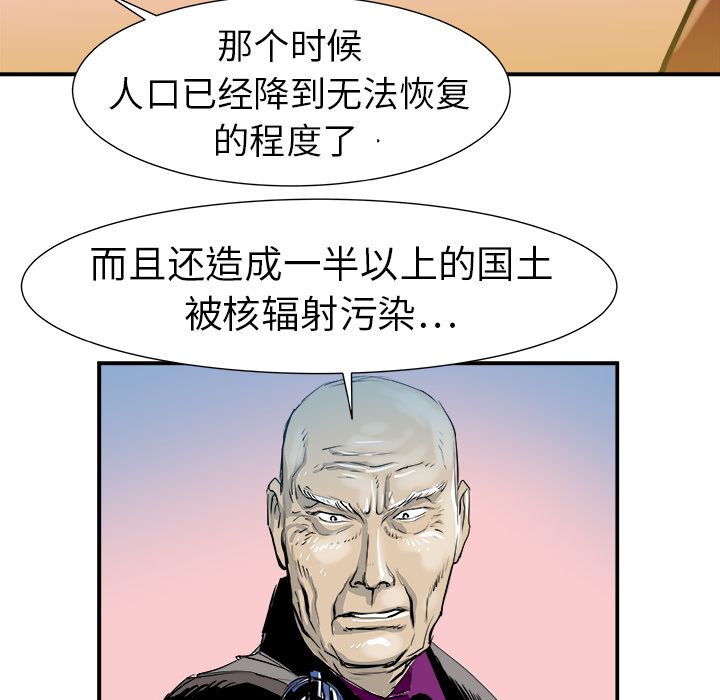 那个时候
人口已经降到无法恢复
的程度了.
而且还造成一半以上的国土
被核辐射污染...